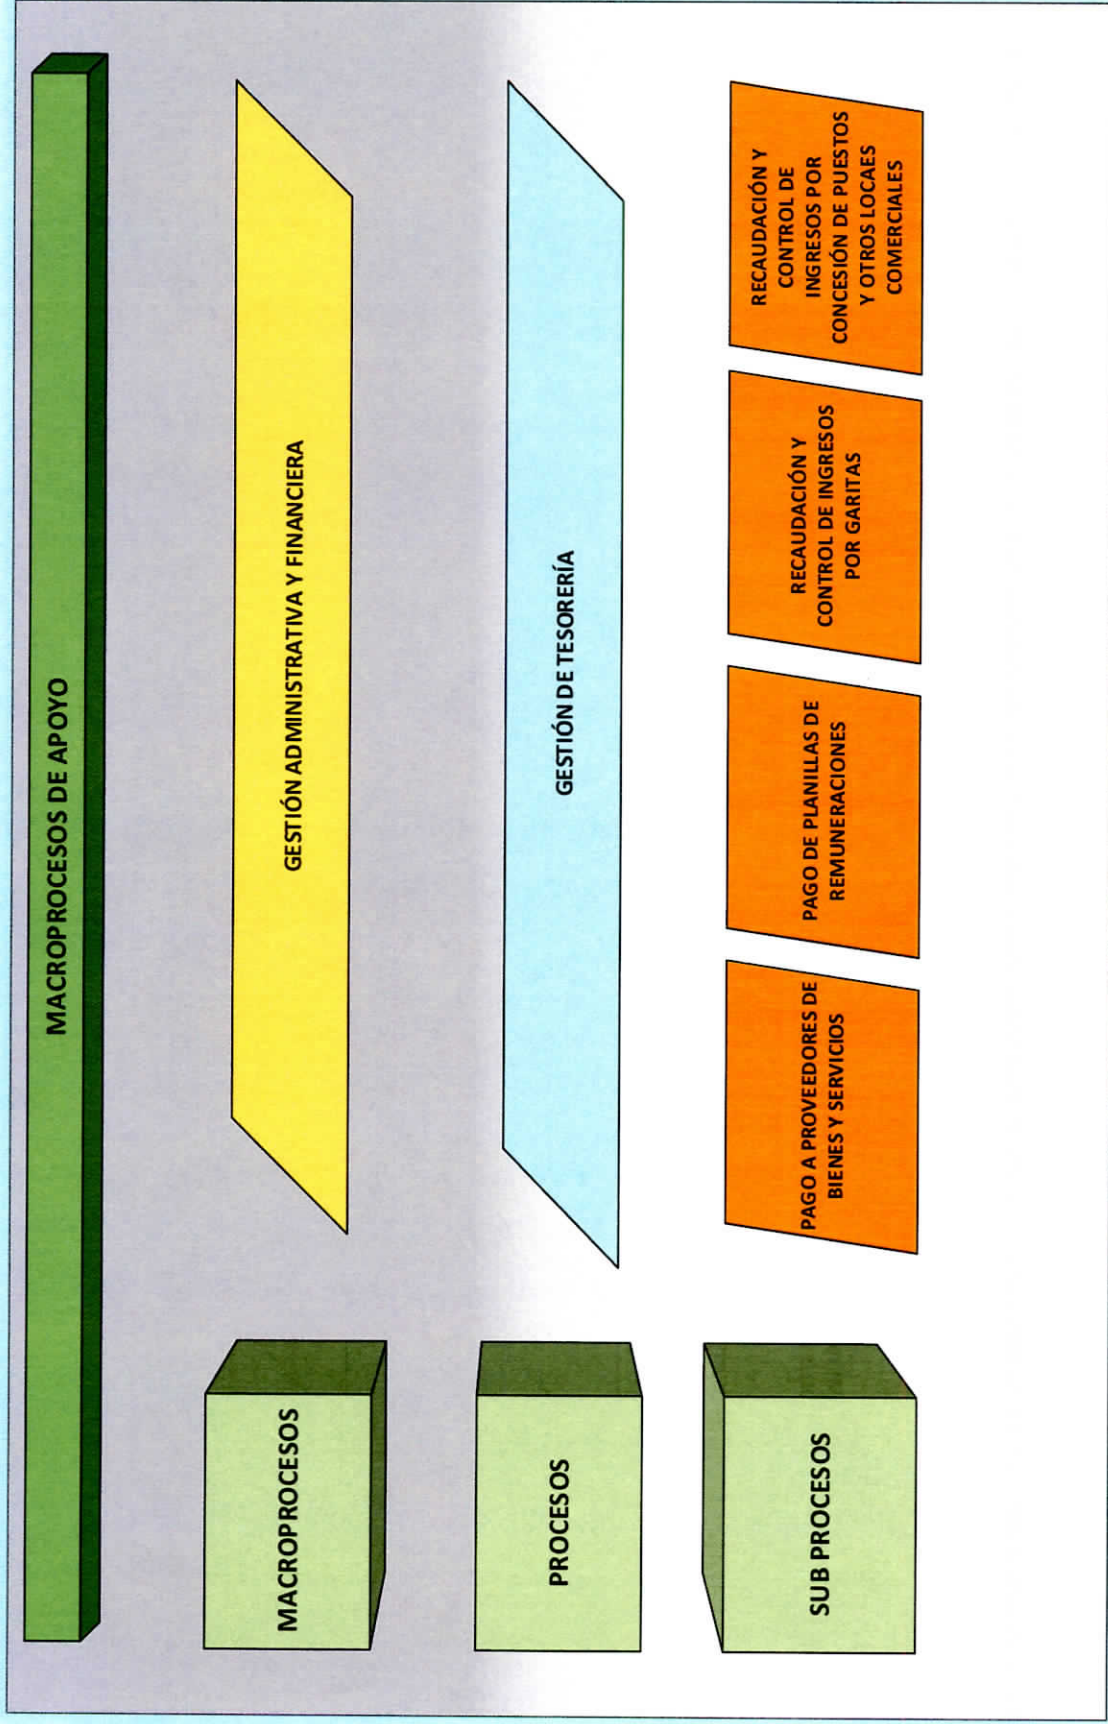 MACROPROCESOS DE APOYO
MACROPROCESOS
GESTIÓN ADMINISTRATIVA Y FINANCIERA
PROCESOS
GESTIÓN DE TESORERÍA
SUB PROCESOS
PAGO A PROVEEDORES DE
BIENES Y SERVICIOS
PAGO DE PLANILLAS DE
REMUNERACIONES
RECAUDACIÓN Y
CONTROL DE INGRESOS
POR GARITAS
RECAUDACIÓN Y
CONTROL DE
INGRESOS POR
CONCESIÓN DE PUESTOS
Y OTROS LOCAES
COMERCIALES